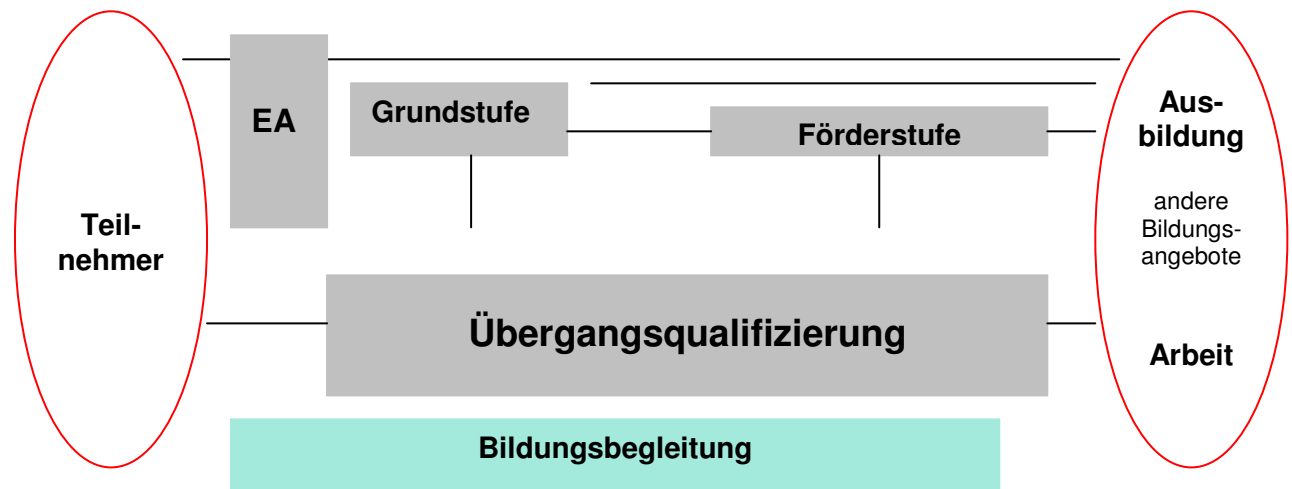 Teil-
nehmer
EA
Grundstufe
Förderstufe
Übergangsqualifizierung
Bildungsbegleitung
Aus-
bildung
andere
Bildungs-
angebote
Arbeit